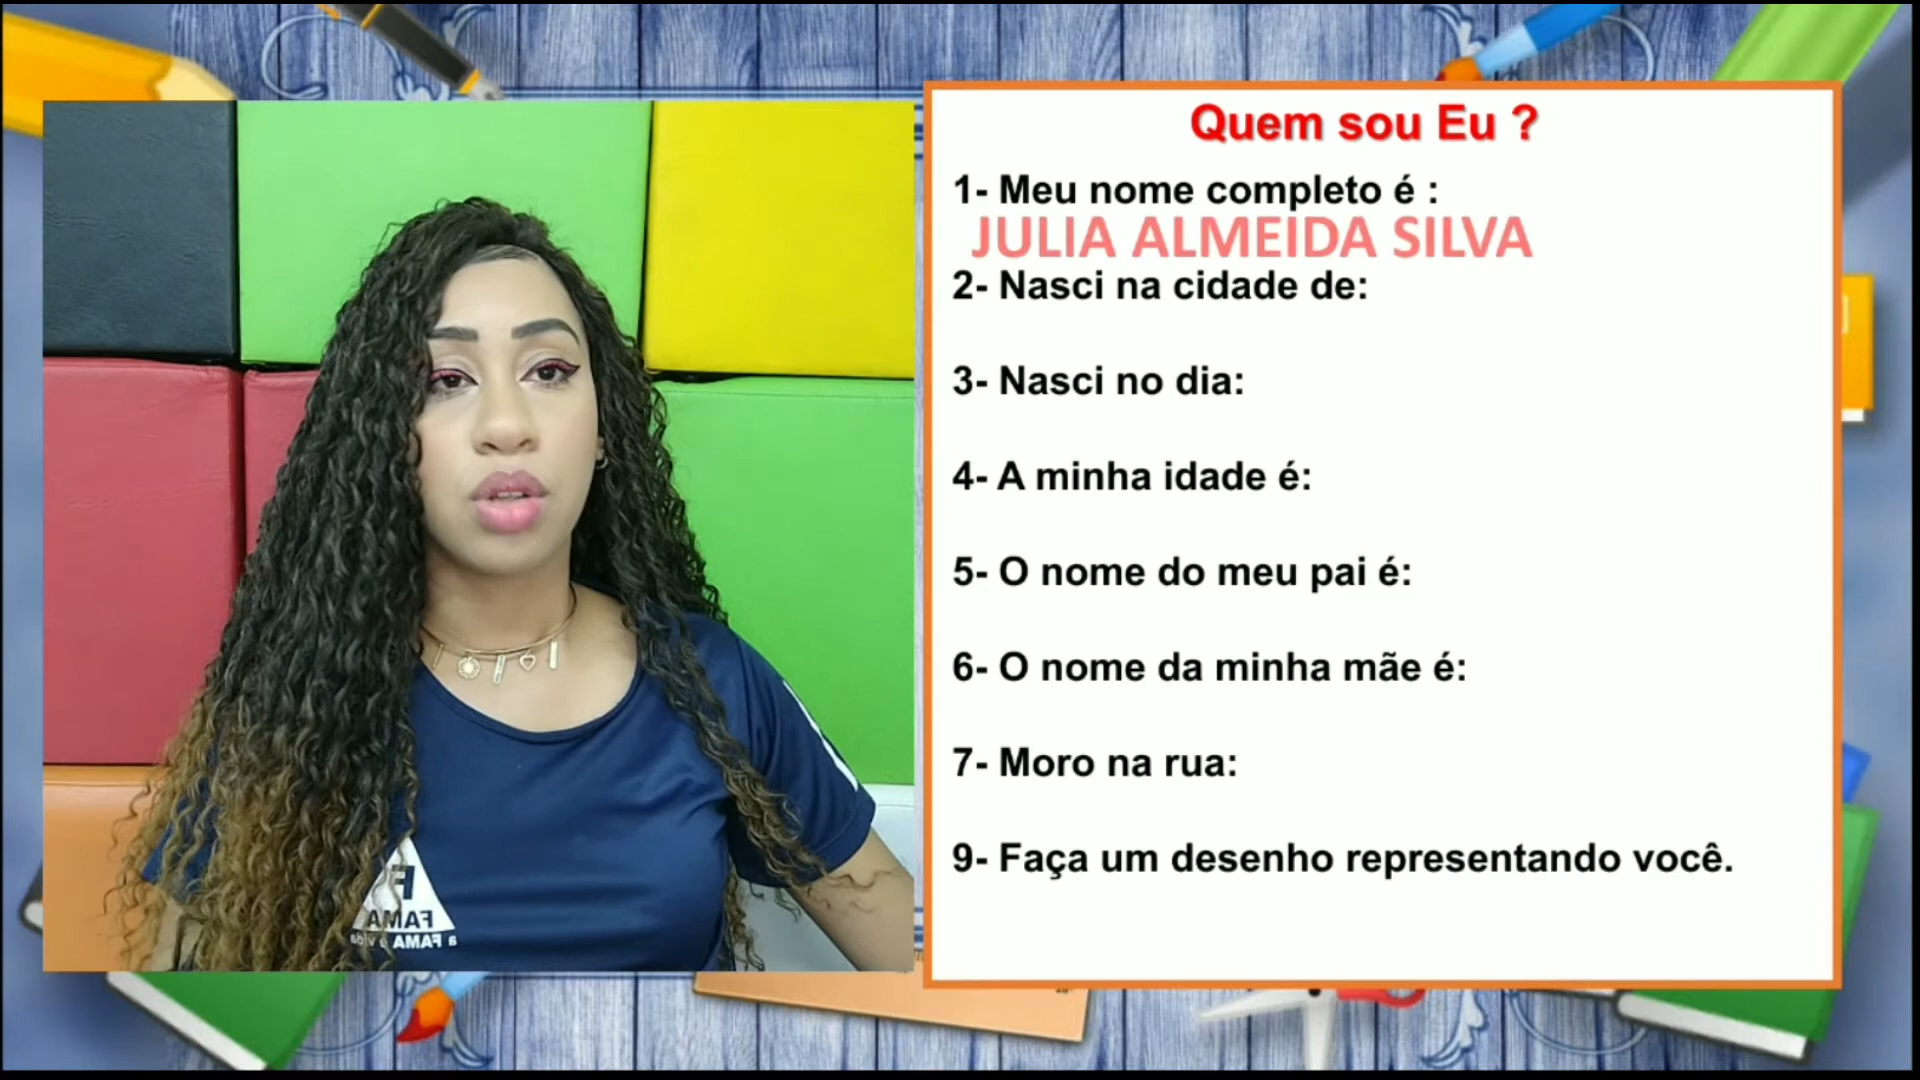 Quem sou Eu ?
1- Meu nome completo é :
JULIA ALMEIDA SILVA
2- Nasci na cidade de:
3- Nasci no dia:
4- A minha idade é:
5- O nome do meu pai é:
6- O nome da minha mãe é:
7- Moro na rua:
9- Faça um desenho representando você.
FAMA
a FAMA